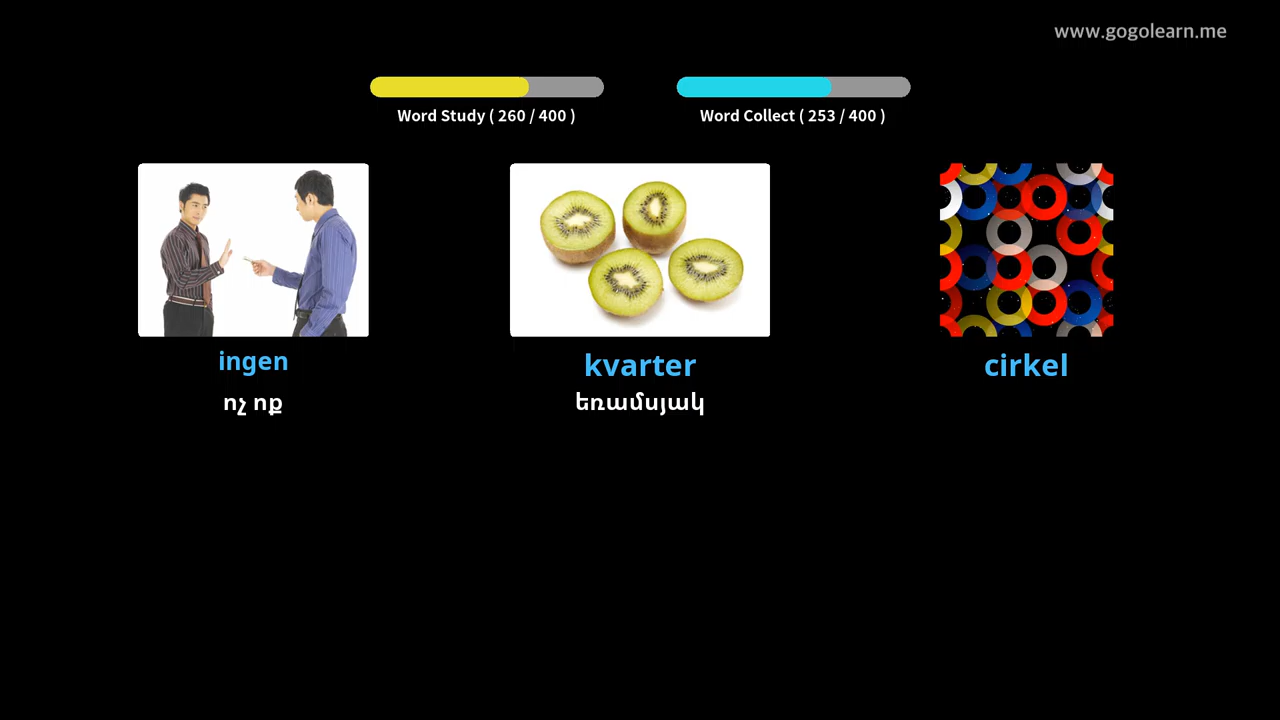 www.gogolearn.me
Word Study ( 260 / 400 )
Word Collect ( 253 / 400 )
ingen
kvarter
cirkel
ոչ ոք
եռամսյակ